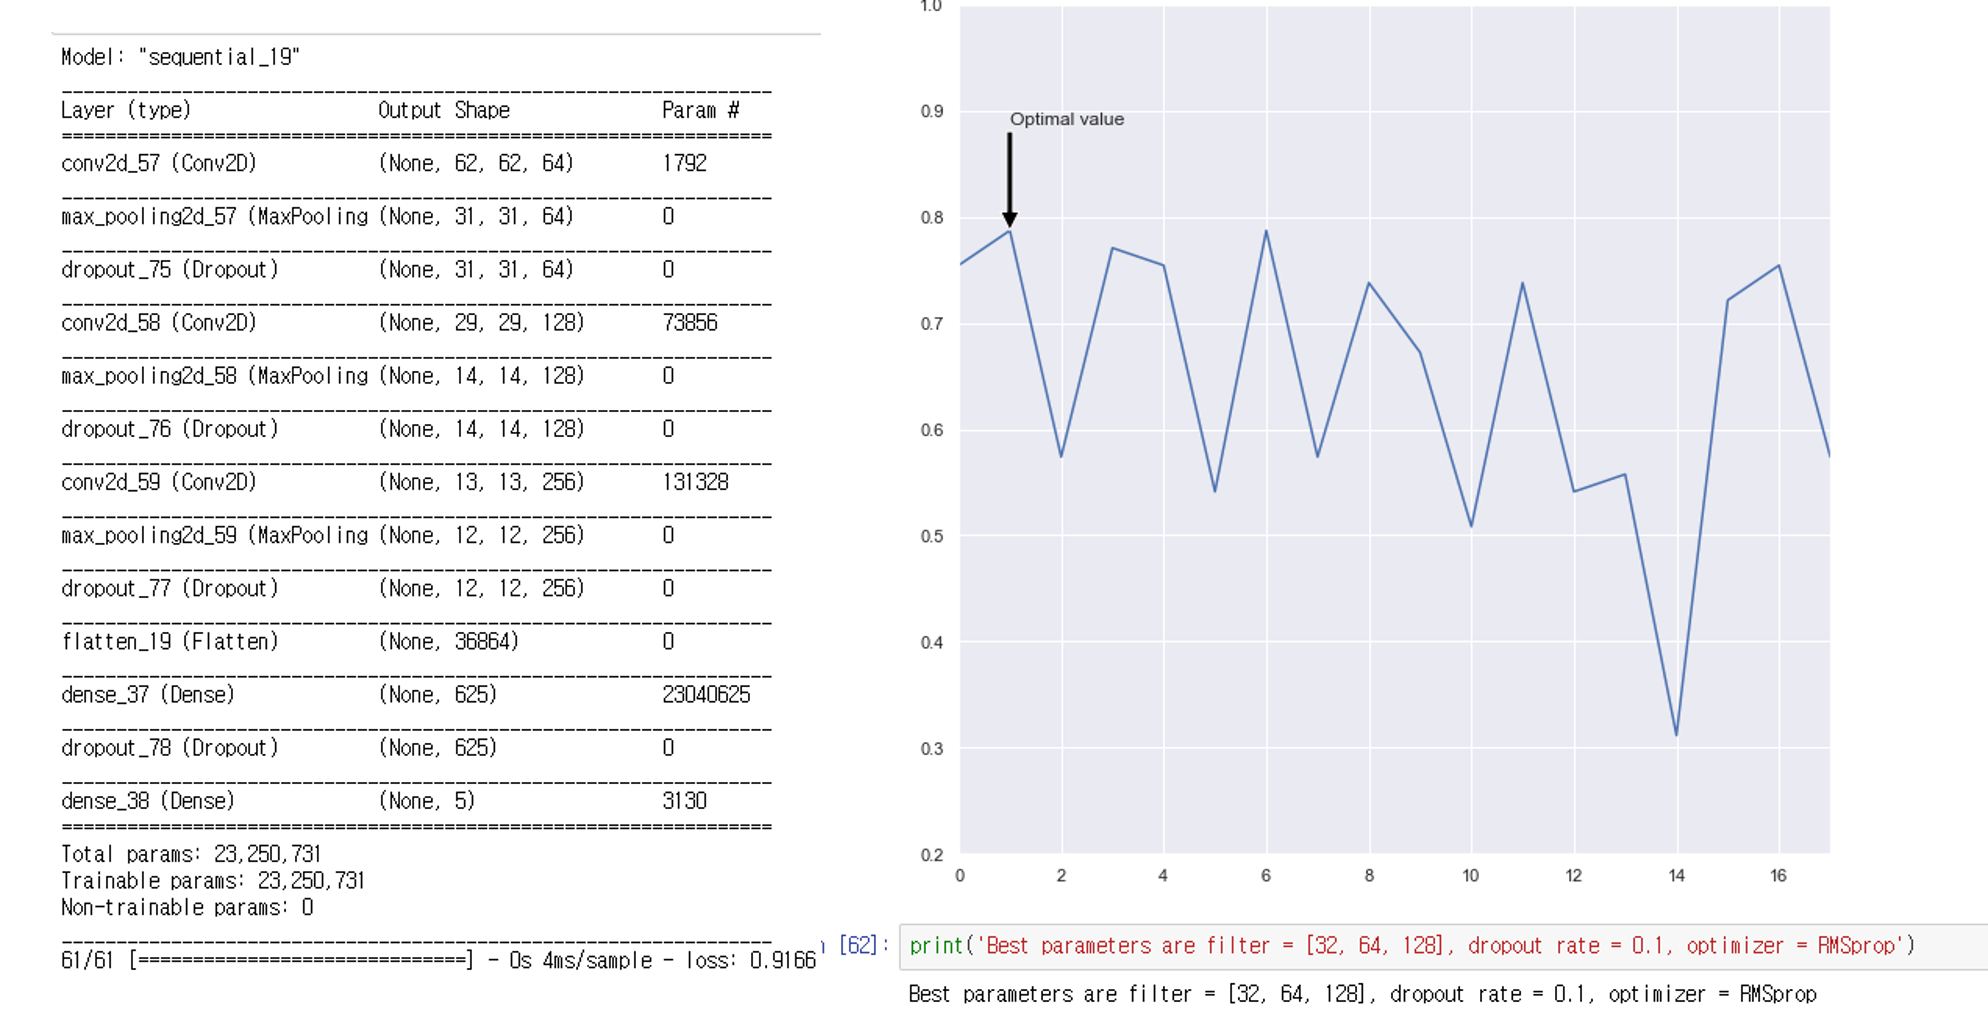 Model: "sequential_19"
Layer (type) Output Shape Param #
conv2d_57 (Conv2D) (None, 62, 62, 64) 1792
max_pooling2d_57 (MaxPooling (None, 31, 31, 64) 0
dropout_75 (Dropout) (None, 31, 31, 64) 0
conv2d_58 (Conv2D) (None, 29, 29, 128) 73856
max_pooling2d_58 (MaxPooling (None, 14, 14, 128) 0
dropout_76 (Dropout) (None, 14, 14, 128) 0
conv2d_59 (Conv2D) (None, 13, 13, 256) 131328
max_pooling2d_59 (MaxPooling (None, 12, 12, 256) 0
dropout_77 (Dropout) (None, 12, 12, 256) 0
flatten_19 (Flatten) (None, 36864) 0
dense_37 (Dense) (None, 625) 23040625
dropout_78 (Dropout) (None, 625) 0
dense_38 (Dense) (None, 5) 3130
Total params: 23,250,731
Trainable params: 23,250,731
Non-trainable params: 0
61/61 [==============================] - 0s 4ms/sample - loss: 0.9166
1.0
0.9
0.8
0.7
0.6
0.5
0.4
0.3
0.2
Optimal value
0 2 4 6 8 10 12 14 16
[62]: print('Best parameters are filter = [32, 64, 128], dropout rate = 0.1, optimizer = RMSprop')
Best parameters are filter = [32, 64, 128], dropout rate = 0.1, optimizer = RMSprop